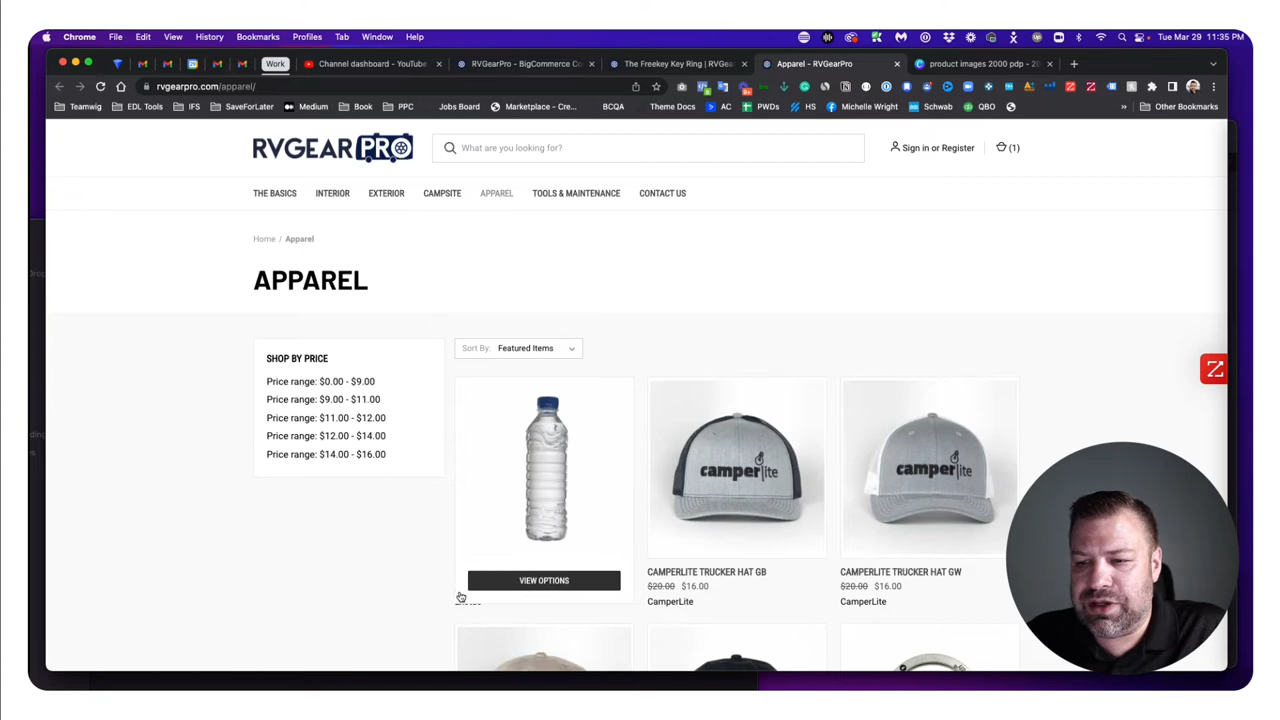 Chrome File Edit View History Bookmarks Profiles Tab Window Help Tue Mar 29 11:35 PM
Work Channel dashboard - YouTube RVGearPro - BigCommerce Co The Freekey Key Ring | RVGea Apparel - RVGearPro product images 2000 pdp - 20
rvgearpro.com/apparel/
Teamwig EDL Tools IFS SaveForLater Medium Book PPC Jobs Board Marketplace - Cre... BCQA Theme Docs AC PWDs HS Michelle Wright Schwab QBO » Other Bookmarks
RVGEARPRO
What are you looking for?
Sign in or Register (1)
THE BASICS INTERIOR EXTERIOR CAMPSITE APPAREL TOOLS & MAINTENANCE CONTACT US
Home / Apparel
APPAREL
SHOP BY PRICE
Price range: $0.00 - $9.00
Price range: $9.00 - $11.00
Price range: $11.00 - $12.00
Price range: $12.00 - $14.00
Price range: $14.00 - $16.00
Sort By: Featured Items
camperlite
camperlite
VIEW OPTIONS
CAMPERLITE TRUCKER HAT GB
$20.00 $16.00
CamperLite
CAMPERLITE TRUCKER HAT GW
$20.00 $16.00
CamperLite